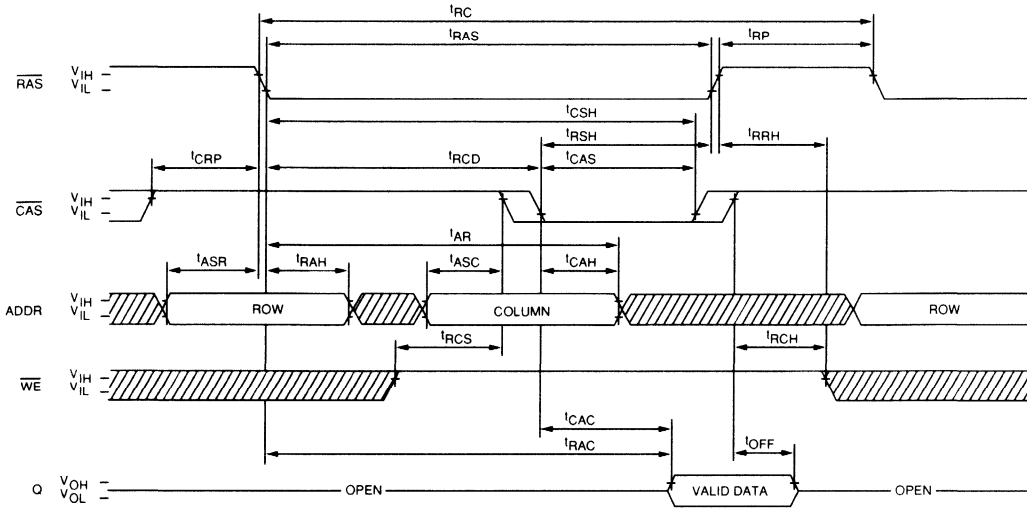 tRC
tRAS
tRP
RAS
VIH
VIL
tCSH
tRSH
tRRH
tCRP
tRCD
tCAS
CAS
VIH
VIL
tAR
tASR
tRAH
tASC
tCAH
ADDR
VIH
VIL
ROW
COLUMN
ROW
tRCS
tRCH
WE
VIH
VIL
tCAC
tRAC
tOFF
Q
VOH
VOL
OPEN
VALID DATA
OPEN